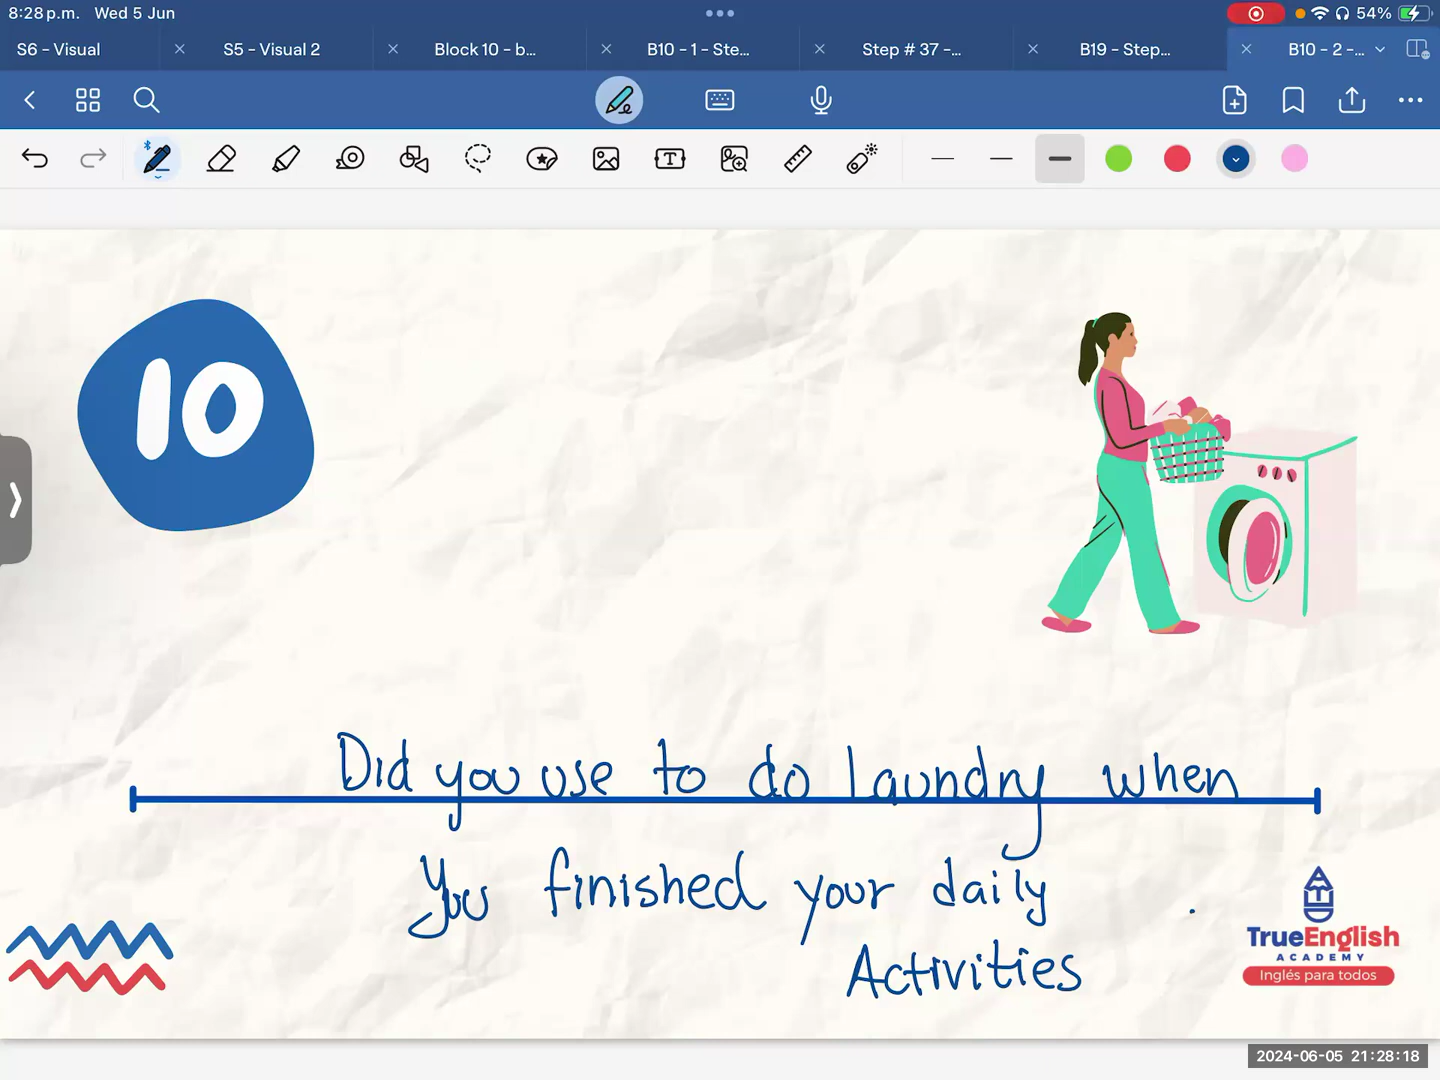 8:28 p.m. Wed 5 Jun
54%
S6 - Visual
S5 - Visual 2
Block 10 - b...
B10 - 1 - Ste...
Step # 37 -...
B19 - Step...
B10 - 2 -...
10
Did you use to do laundry when
You finished your daily
Activities
TrueEnglish
ACADEMY
Inglés para todos
2024-06-05 21:28:18